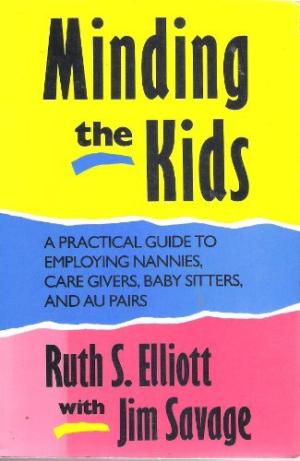 Minding
the
Kids
A PRACTICAL GUIDE TO
EMPLOYING NANNIES,
CARE GIVERS, BABY SITTERS,
AND AU PAIRS
Ruth S. Elliott
with Jim Savage